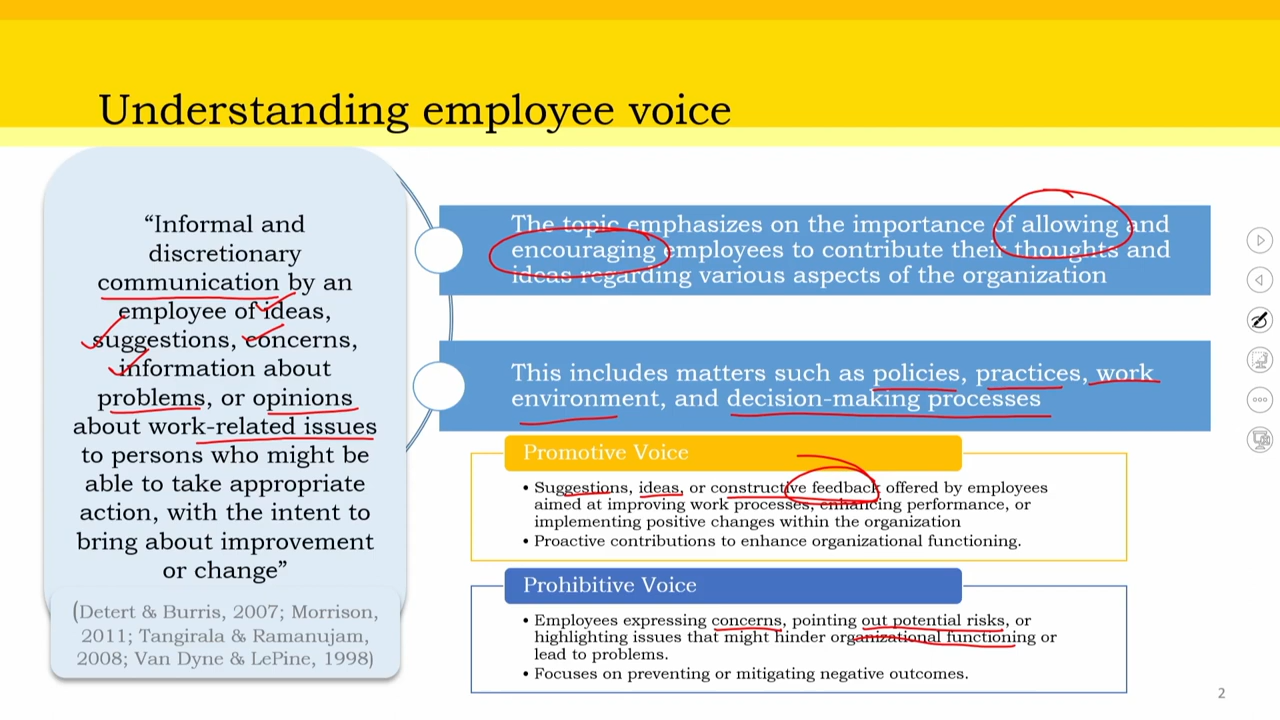 Understanding employee voice
“Informal and
discretionary
communication by an
employee of ideas,
suggestions, concerns,
information about
problems, or opinions
about work-related issues
to persons who might be
able to take appropriate
action, with the intent to
bring about improvement
or change”
(Detert & Burris, 2007; Morrison,
2011; Tangirala & Ramanujam,
2008; Van Dyne & LePine, 1998)
The topic emphasizes on the importance of allowing and
encouraging employees to contribute their thoughts and
ideas regarding various aspects of the organization
This includes matters such as policies, practices, work
environment, and decision-making processes
Promotive Voice
• Suggestions, ideas, or constructive feedback offered by employees
aimed at improving work processes, enhancing performance, or
implementing positive changes within the organization
• Proactive contributions to enhance organizational functioning.
Prohibitive Voice
• Employees expressing concerns, pointing out potential risks, or
highlighting issues that might hinder organizational functioning or
lead to problems.
• Focuses on preventing or mitigating negative outcomes.
2